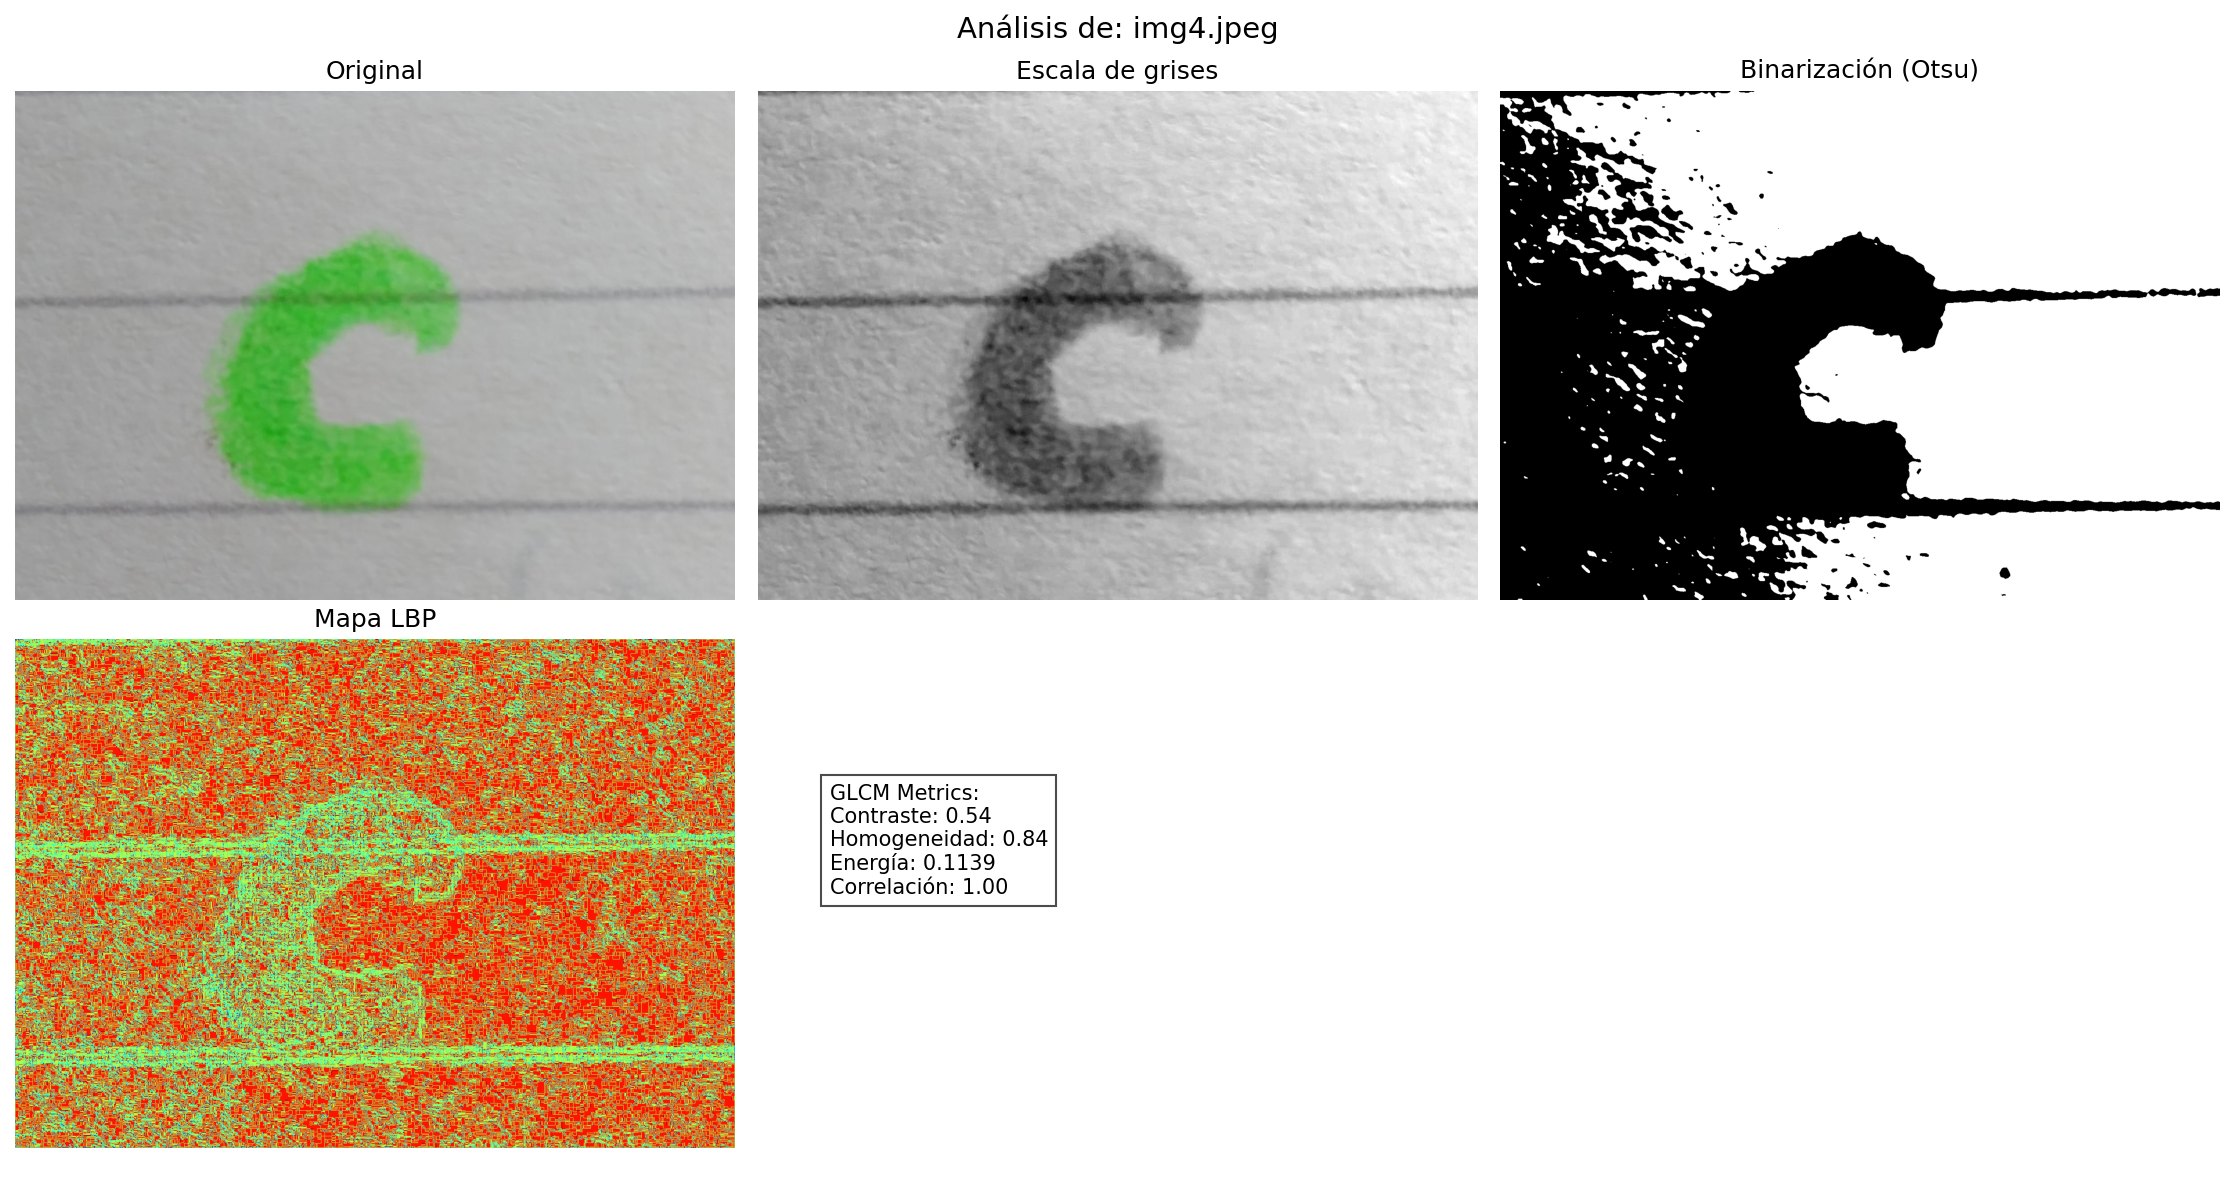 Análisis de: img4.jpeg
Original
Escala de grises
Binarización (Otsu)
C
C
C
Mapa LBP
C
GLCM Metrics:
Contraste: 0.54
Homogeneidad: 0.84
Energía: 0.1139
Correlación: 1.00